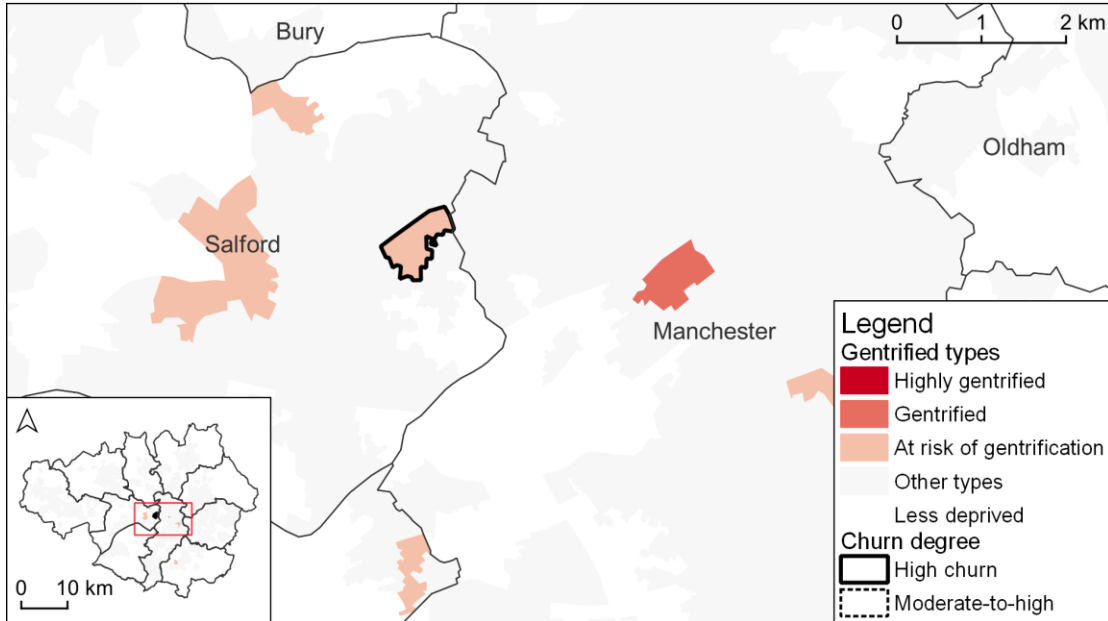 Bury
0 1 2 km
Oldham
Salford
Manchester
Legend
Gentrified types
Highly gentrified
Gentrified
At risk of gentrification
Other types
Less deprived
Churn degree
High churn
Moderate-to-high
0 10 km